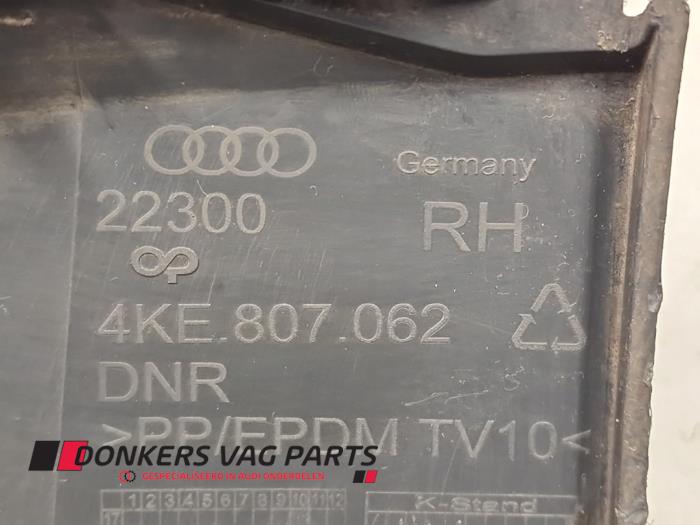 Germany
22300 RH
4KE.807.062
DNR
>PP/EPDM TV10<
DONKERS VAG PARTS
GESPECIALISEERD IN AUDI ONDERDELEN
1 2 3 4 5 6 7 8 9 10 11 12 K-Stand
17